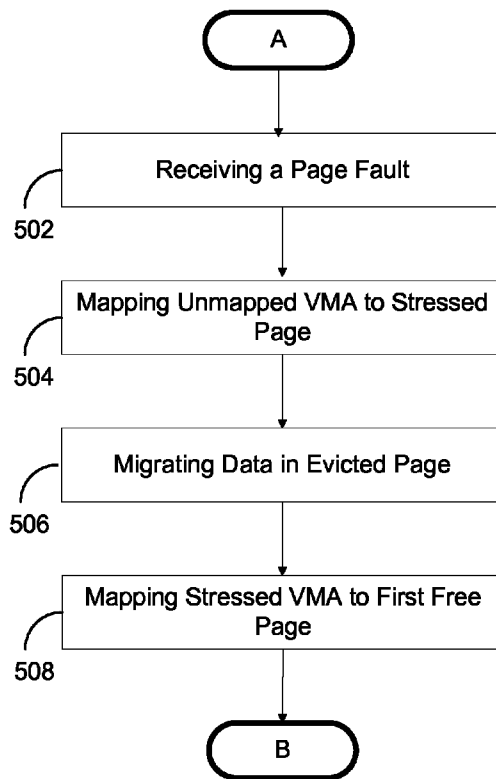 A
Receiving a Page Fault
502
Mapping Unmapped VMA to Stressed
Page
504
Migrating Data in Evicted Page
506
Mapping Stressed VMA to First Free
Page
508
B